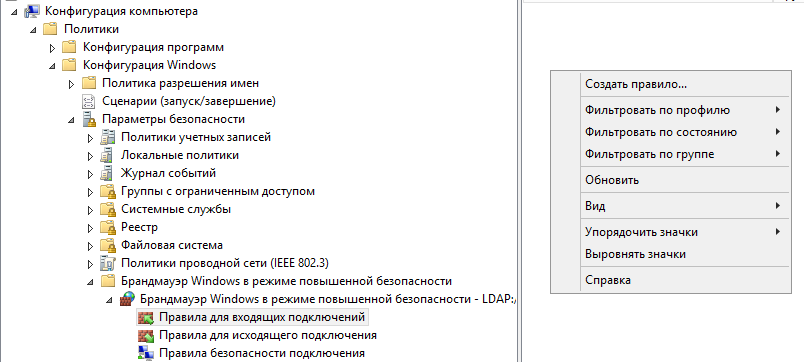 Конфигурация компьютера
Политики
Конфигурация программ
Конфигурация Windows
Политика разрешения имен
Сценарии (запуск/завершение)
Параметры безопасности
Политики учетных записей
Локальные политики
Журнал событий
Группы с ограниченным доступом
Системные службы
Реестр
Файловая система
Политики проводной сети (IEEE 802.3)
Брандмауэр Windows в режиме повышенной безопасности
Брандмауэр Windows в режиме повышенной безопасности - LDAP:/
Правила для входящих подключений
Правила для исходящего подключения
Правила безопасности подключения
Создать правило...
Фильтровать по профилю
Фильтровать по состоянию
Фильтровать по группе
Обновить
Вид
Упорядочить значки
Выровнять значки
Справка